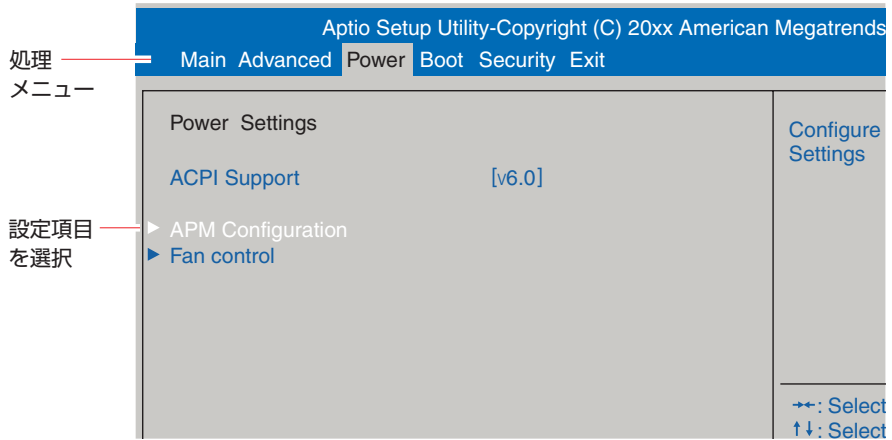 Aptio Setup Utility-Copyright (C) 20xx American Megatrends
Main Advanced Power Boot Security Exit
処理
メニュー
Power Settings
ACPI Support [v6.0]
設定項目
を選択
▶ APM Configuration
▶ Fan control
Configure
Settings
→←: Select
↑↓: Select